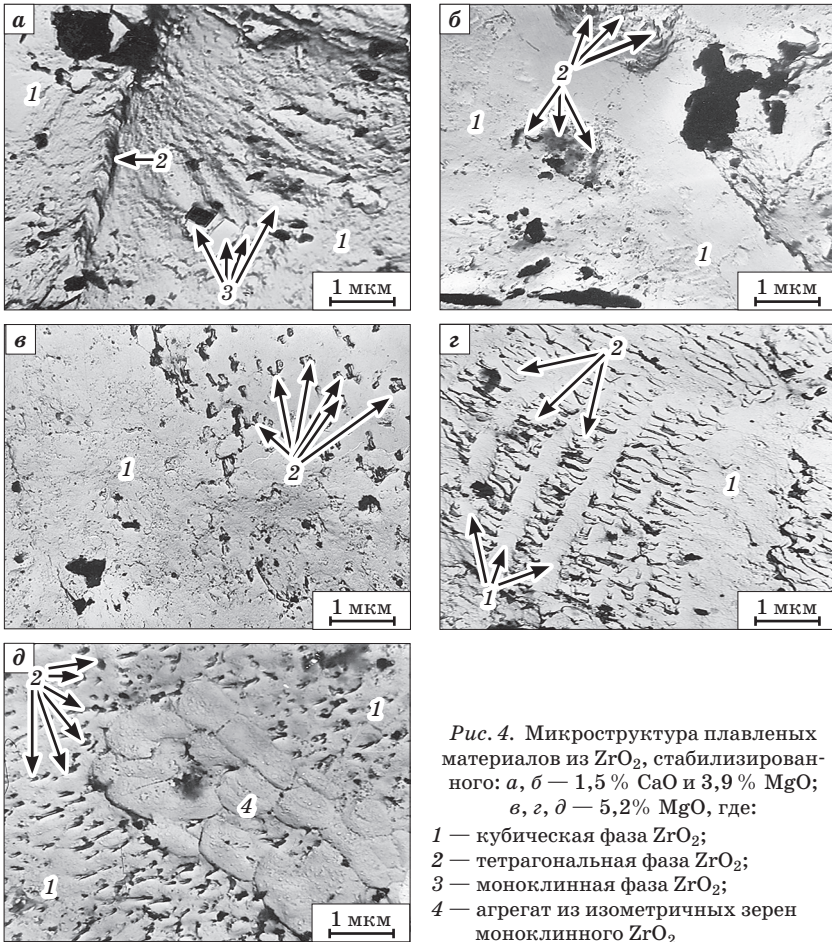 а
1
2
3
1
1 мкм
б
2
1
1
1 мкм
в
1
2
1 мкм
г
2
1
1
1 мкм
д
2
1
4
1
1 мкм
Рис. 4. Микроструктура плавленых
материалов из ZrO₂, стабилизирован-
ного: а, б — 1,5 % CaO и 3,9 % MgO;
в, г, д — 5,2% MgO, где:
1 — кубическая фаза ZrO₂;
2 — тетрагональная фаза ZrO₂;
3 — моноклинная фаза ZrO₂;
4 — агрегат из изометричных зерен
моноклинного ZrO₂